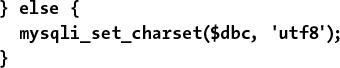 } else {
  mysqli_set_charset($dbc, 'utf8');
}